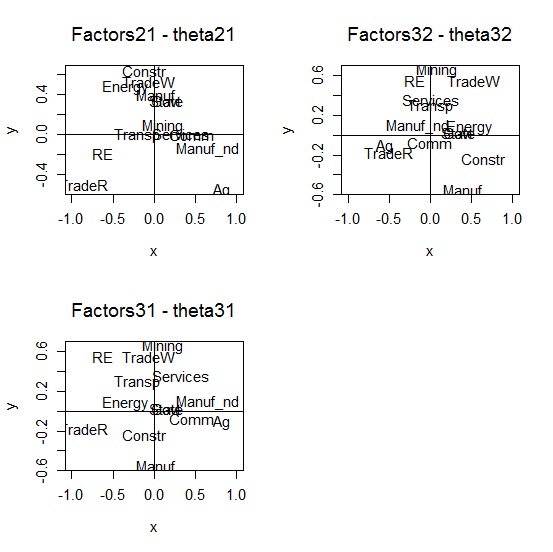 Factors21 - theta21
Constr
TradeW
Energy
Manuf
State
Mining
Transp
Services
Comm
Manuf_nd
RE
TradeR
Ag
y
0.4
0.0
-0.4
-1.0 -0.5 0.0 0.5 1.0
x
Factors32 - theta32
Mining
RE
TradeW
Services
Transp
Manuf_nd
Energy
State
Comm
Ag
TradeR
Constr
Manuf
y
0.6
0.2
-0.2
-0.6
-1.0 -0.5 0.0 0.5 1.0
x
Factors31 - theta31
Mining
RE
TradeW
Transp
Services
Energy
Manuf_nd
State
Comm
Ag
TradeR
Constr
Manuf
y
0.6
0.2
-0.2
-0.6
-1.0 -0.5 0.0 0.5 1.0
x